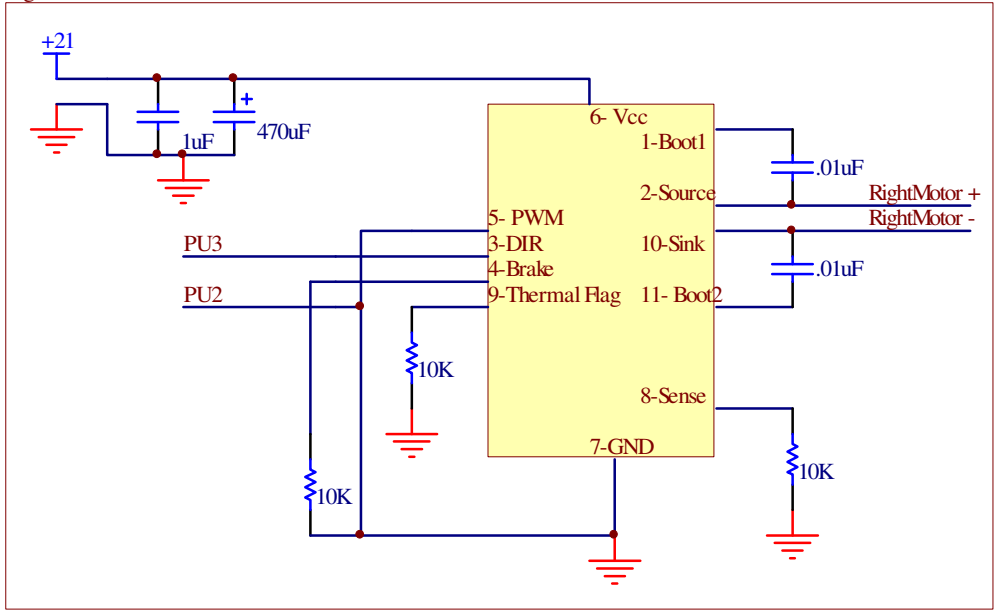 +21
1uF
+
470uF
6- Vcc
1-Boot1
.01uF
2-Source
RightMotor +
RightMotor -
5- PWM
3-DIR
10-Sink
PU3
4-Brake
.01uF
PU2
9-Thermal Flag
11- Boot2
10K
8-Sense
7-GND
10K
10K